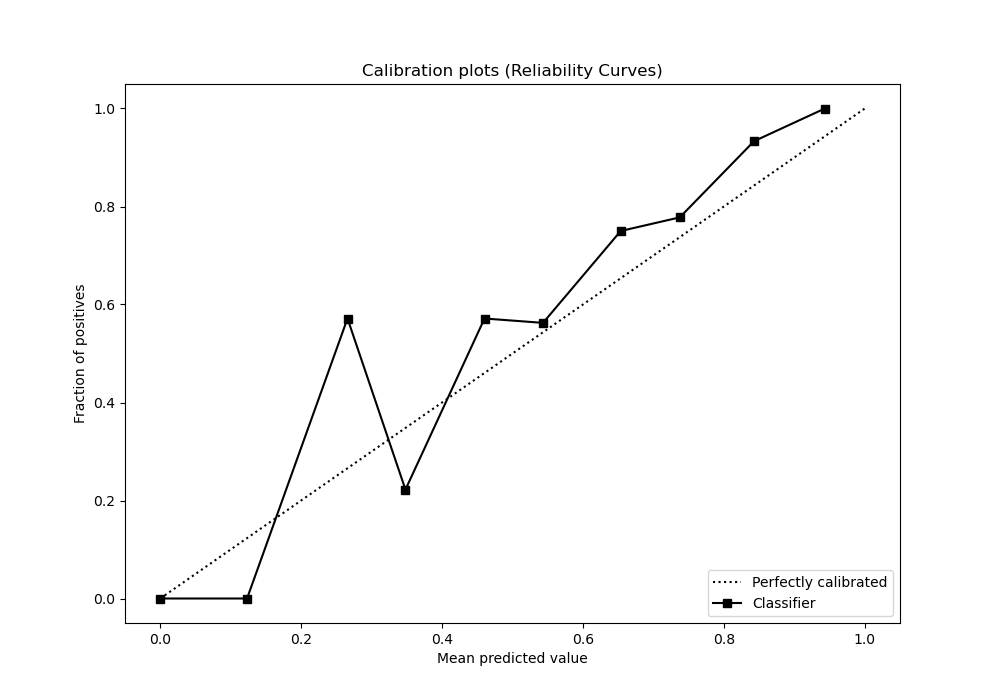 Calibration plots (Reliability Curves)
Fraction of positives
1.0
0.8
0.6
0.4
0.2
0.0
Perfectly calibrated
Classifier
0.0 0.2 0.4 0.6 0.8 1.0
Mean predicted value